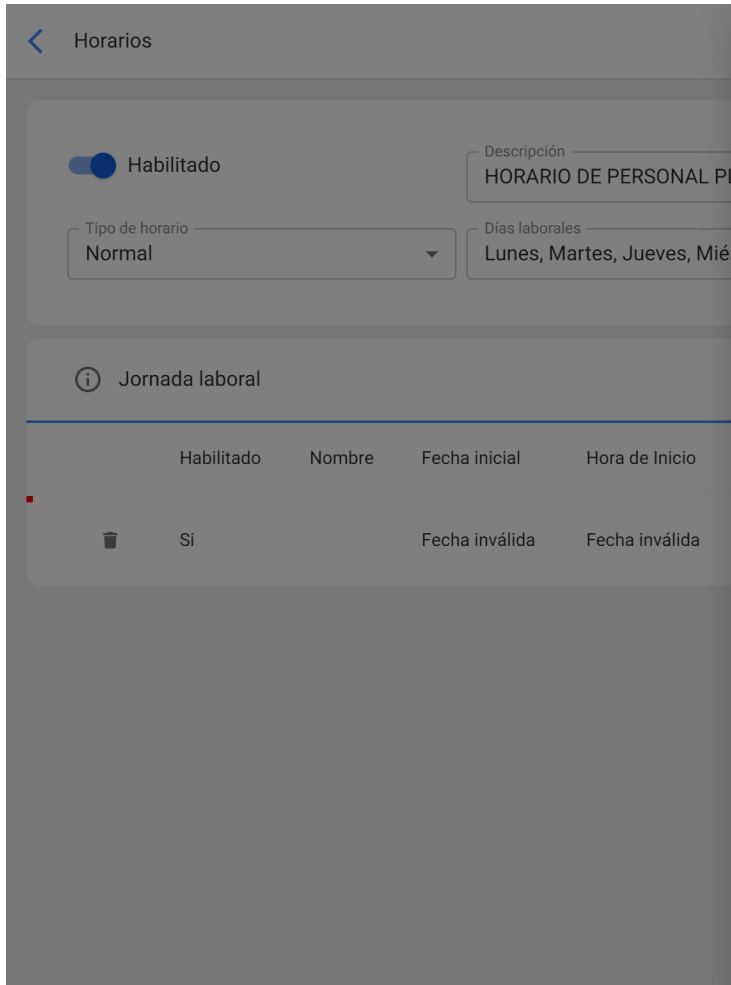 Horarios
Habilitado
Descripción
HORARIO DE PERSONAL
Tipo de horario
Normal
Días laborales
Lunes, Martes, Jueves,
Jornada laboral
Habilitado Nombre Fecha inicial Hora de Inicio
Si Fecha inválida Fecha inválida